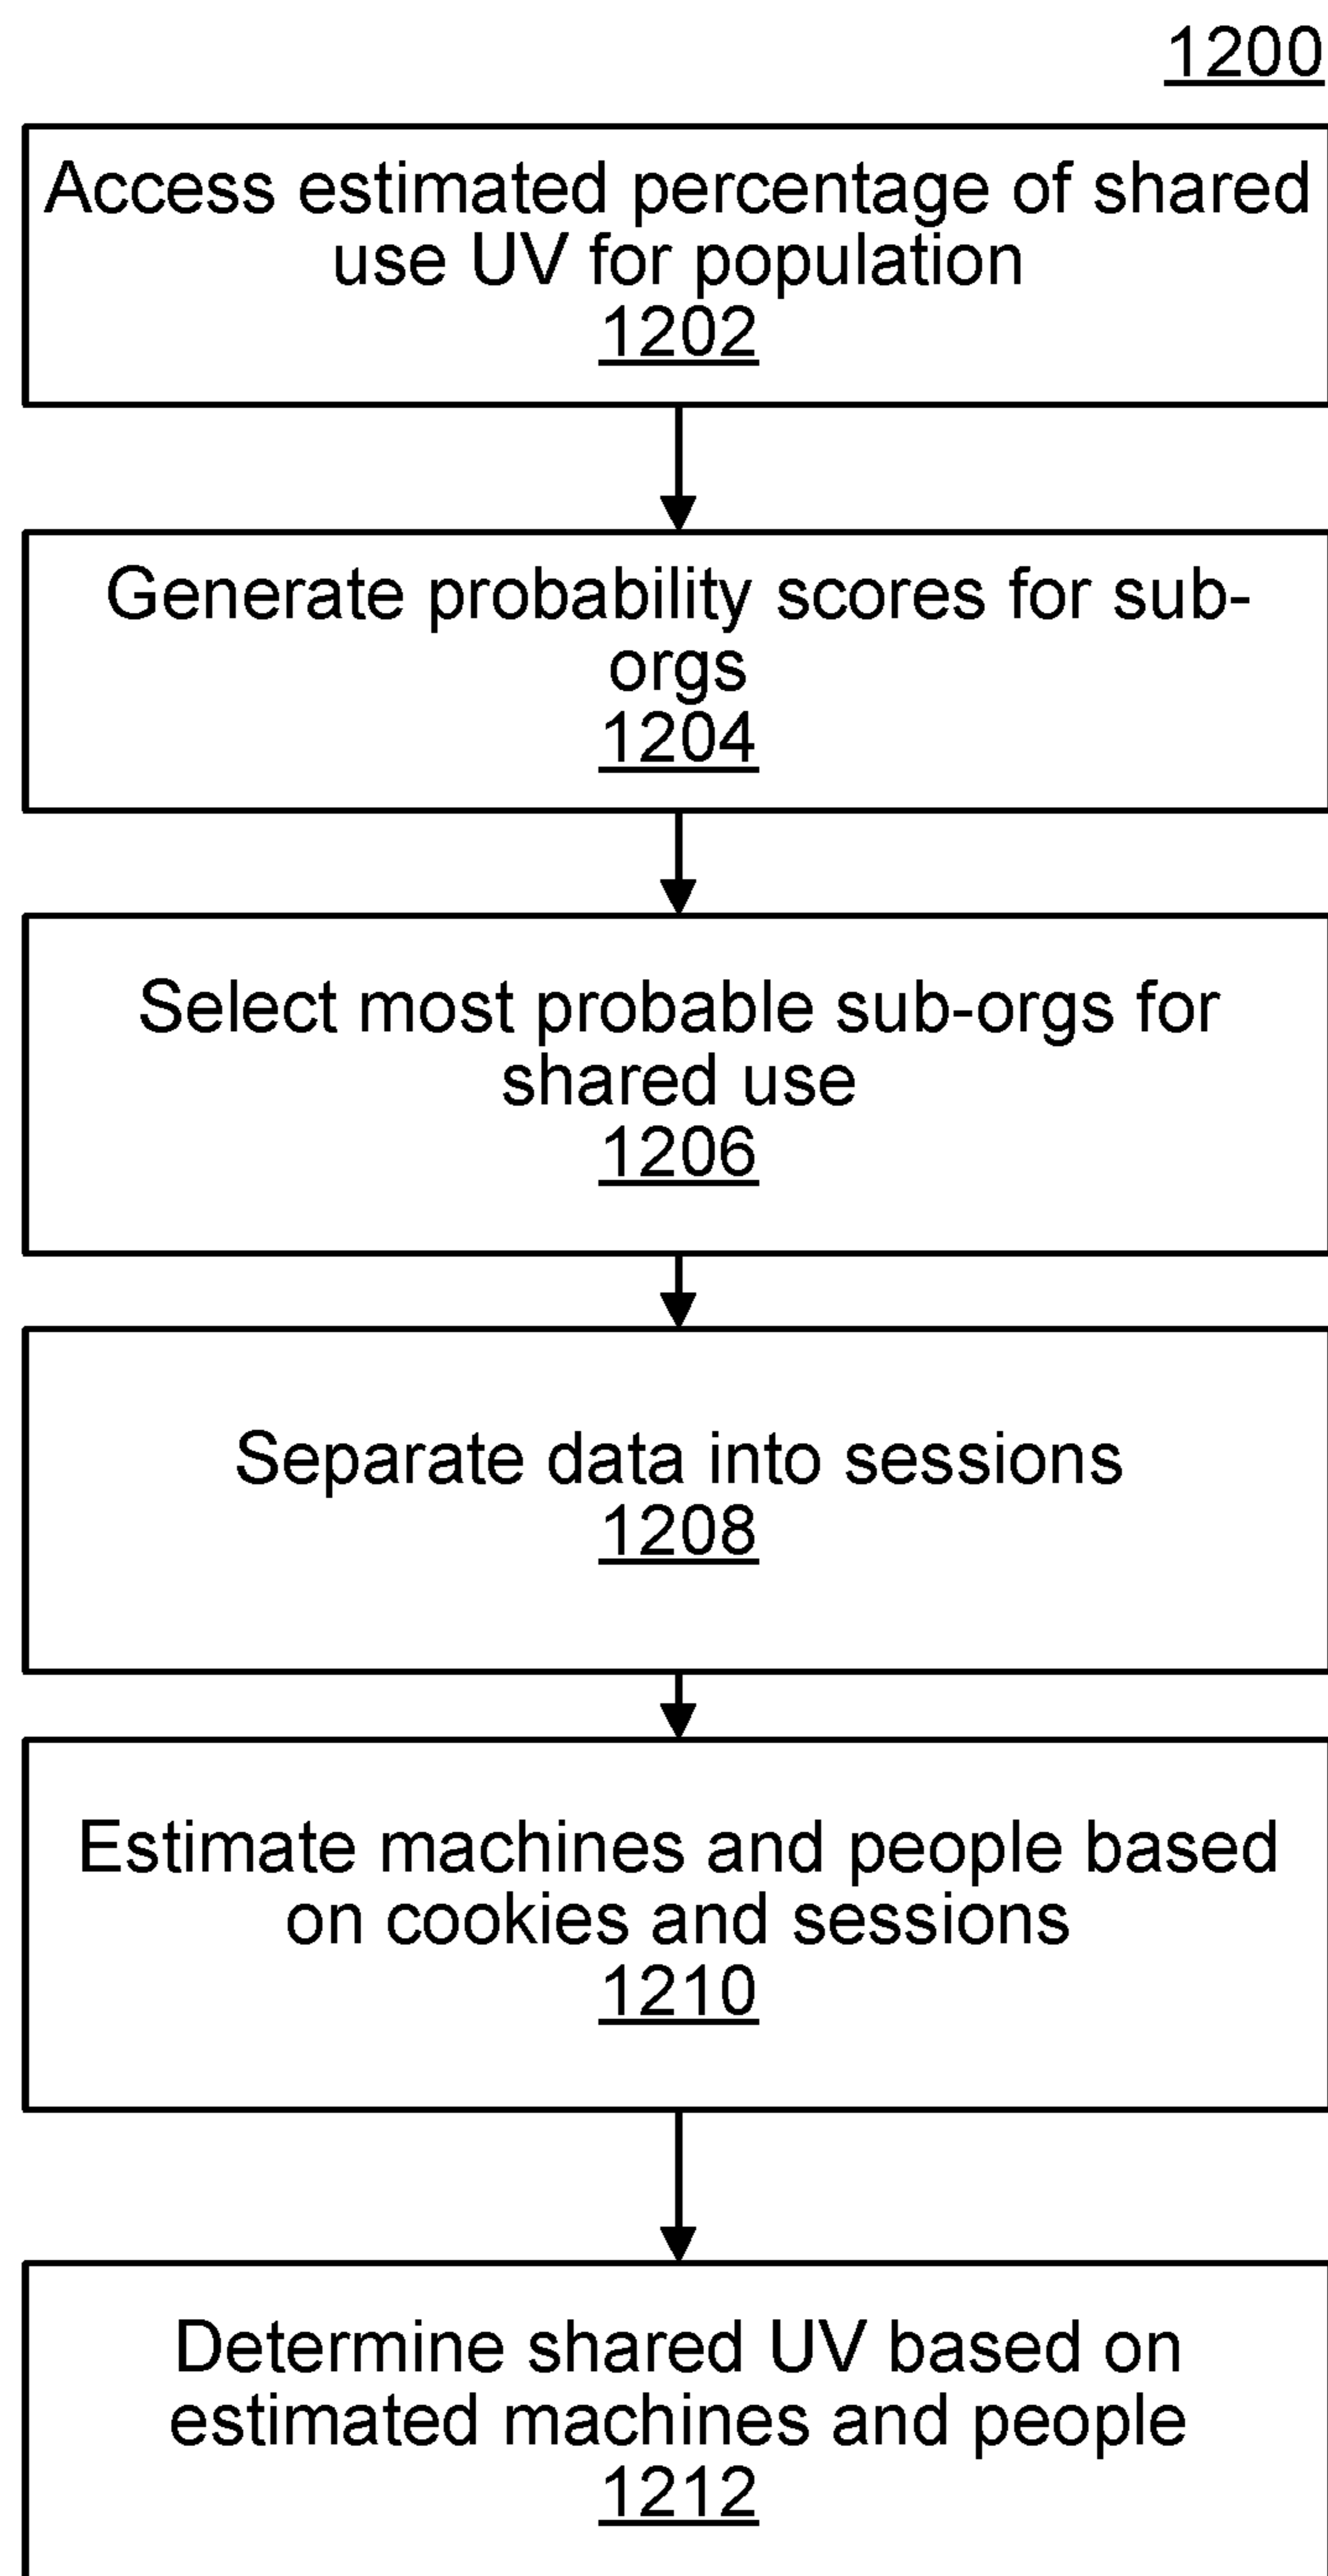 1200
Access estimated percentage of shared
use UV for population
1202
Generate probability scores for sub-
orgs
1204
Select most probable sub-orgs for
shared use
1206
Separate data into sessions
1208
Estimate machines and people based
on cookies and sessions
1210
Determine shared UV based on
estimated machines and people
1212